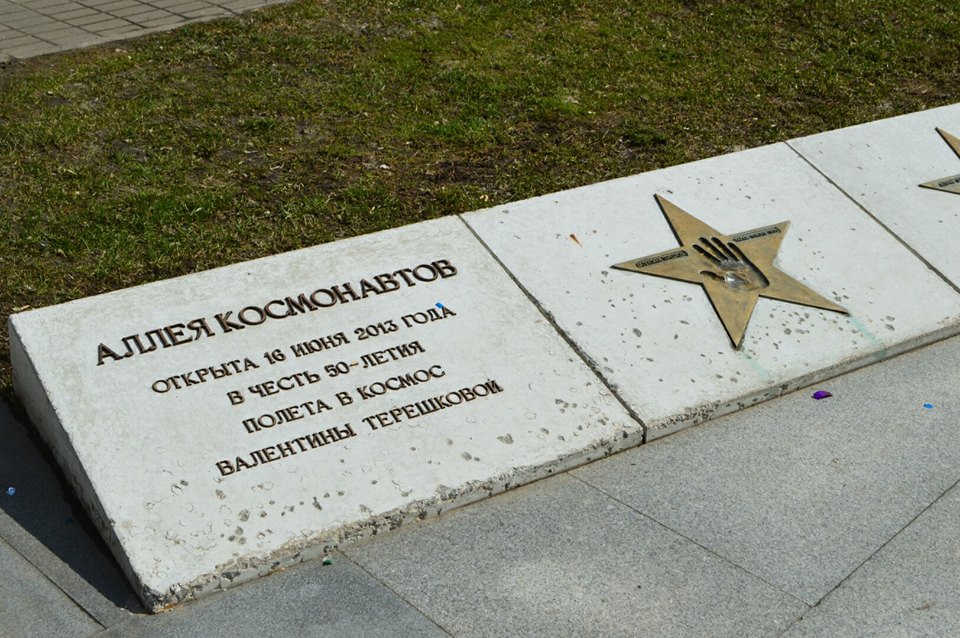 АЛЛЕЯ КОСМОНАВТОВ
ОТКРЫТА 16 ИЮНЯ 2013 ГОДА
В ЧЕСТЬ 50-ЛЕТИЯ
ПОЛЕТА В КОСМОС
ВАЛЕНТИНЫ ТЕРЕШКОВОЙ